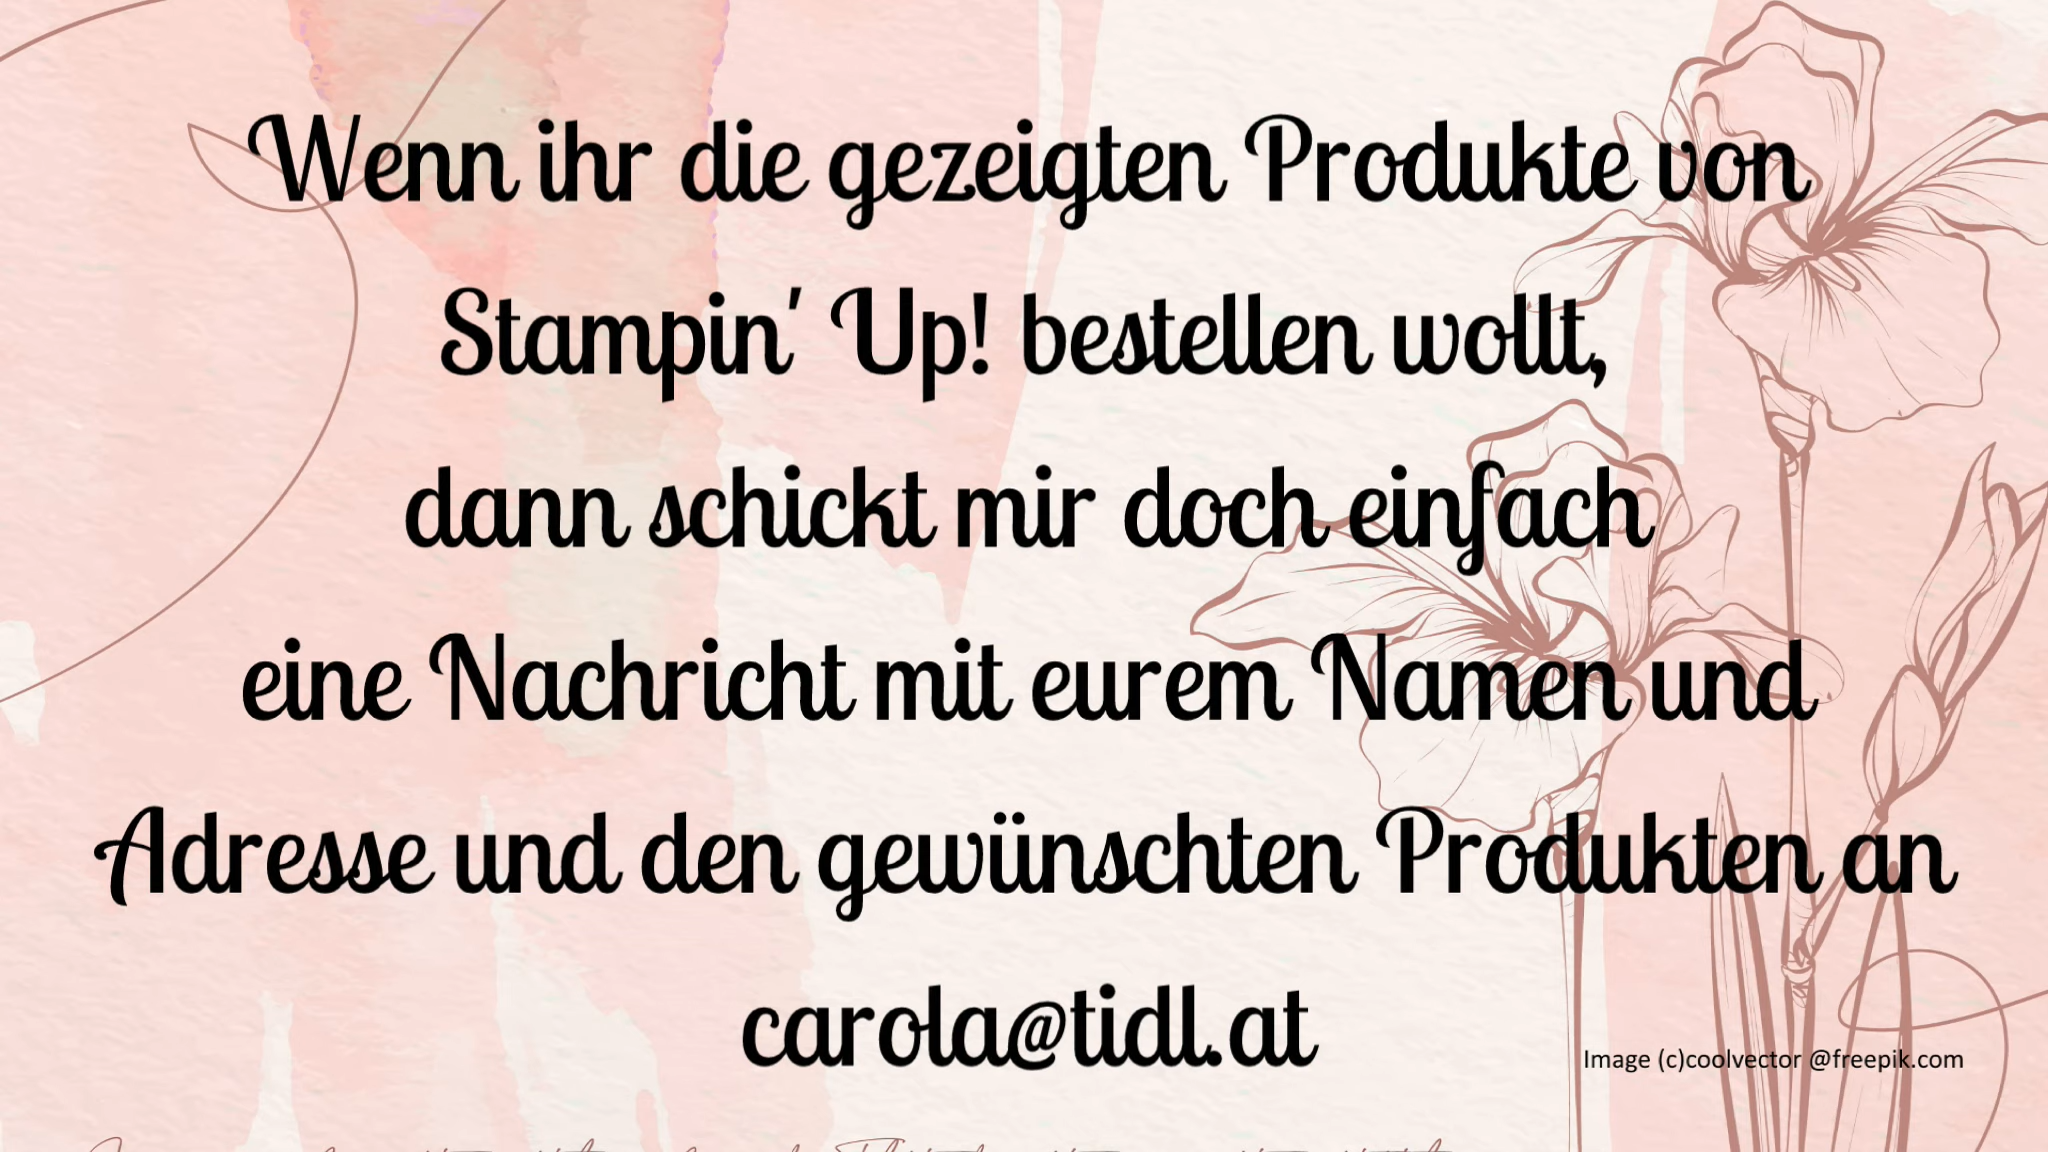 Wenn ihr die gezeigten Produkte von
Stampin' Up! bestellen wollt,
dann schickt mir doch einfach
eine Nachricht mit eurem Namen und
Adresse und den gewünschten Produkten an
carola@tidl.at
Image (c)coolvector @freepik.com